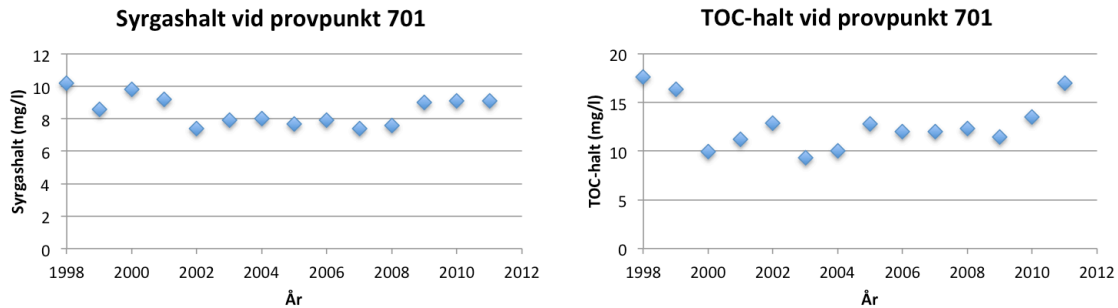 Syrgashalt vid provpunkt 701
Syrgashalt (mg/l)
12
10
8
6
4
2
0
1998 2000 2002 2004 2006 2008 2010 2012
År
TOC-halt vid provpunkt 701
TOC-halt (mg/l)
20
15
10
5
0
1998 2000 2002 2004 2006 2008 2010 2012
År